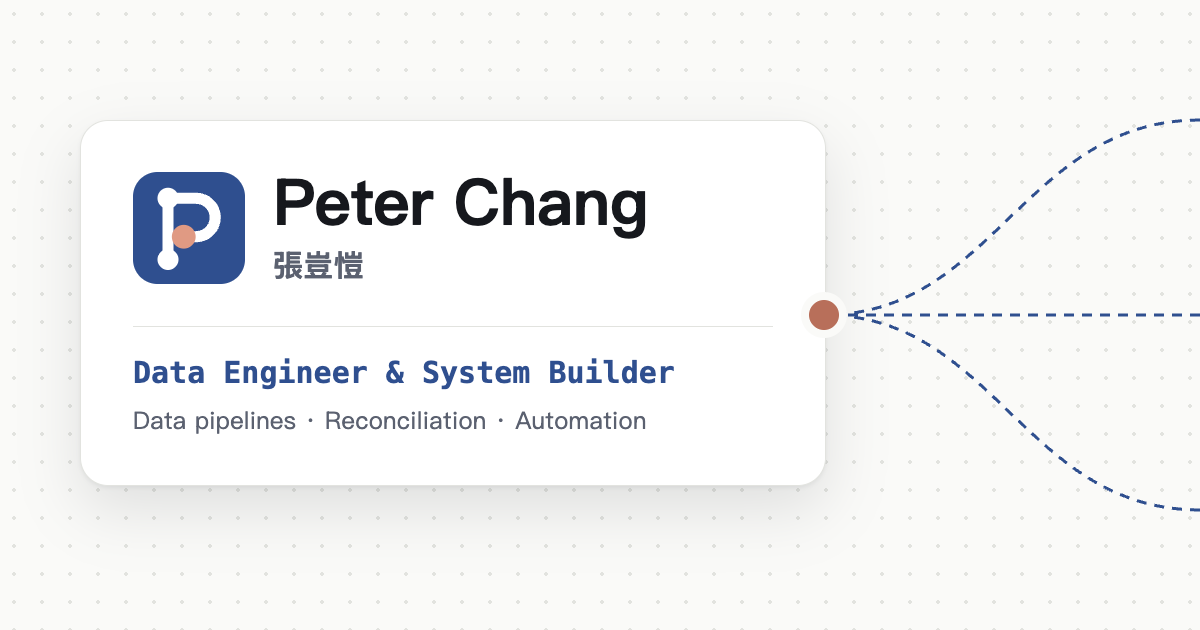 Peter Chang
張豈愷
Data Engineer & System Builder
Data pipelines · Reconciliation · Automation